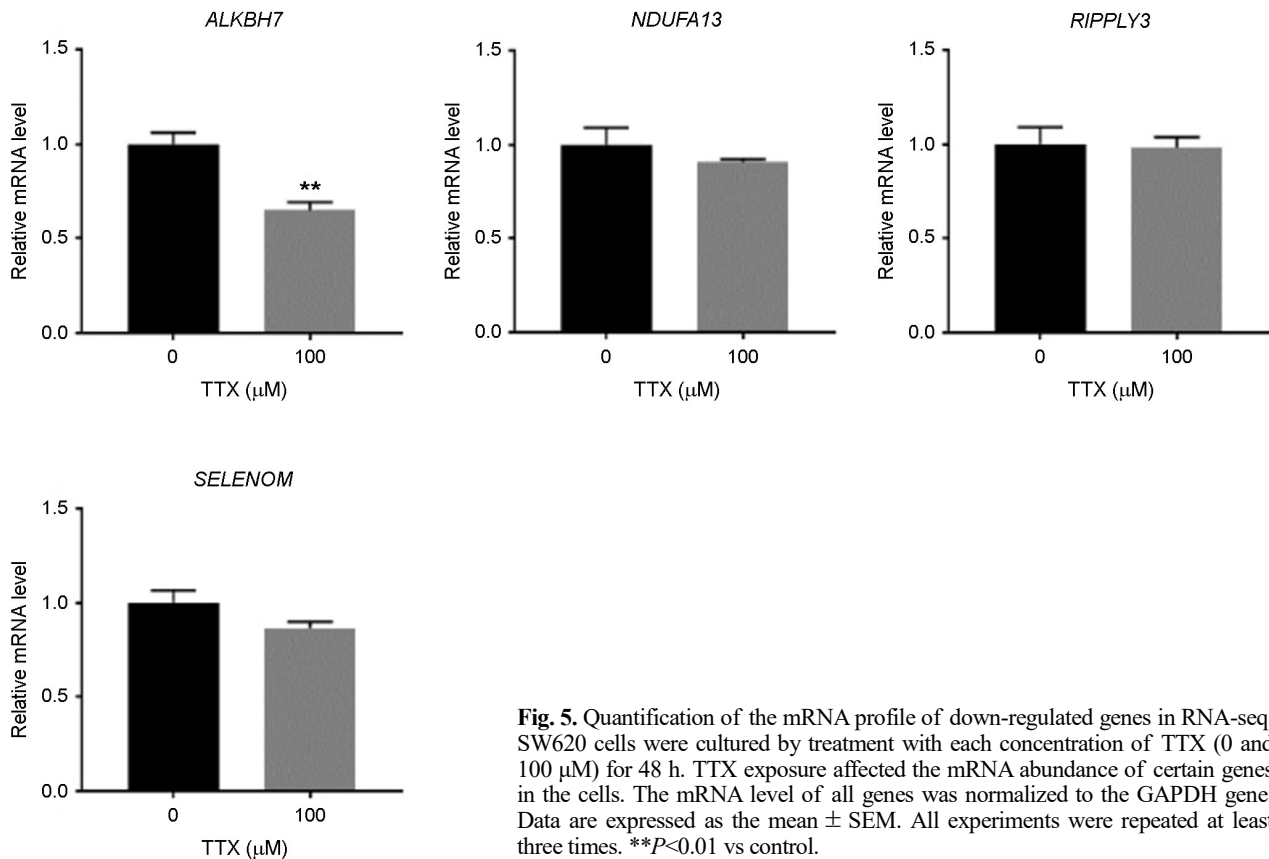 ALKBH7
1.5
1.0
0.5
0.0
Relative mRNA level
**
0
100
TTX (μM)
NDUFA13
1.5
1.0
0.5
0.0
Relative mRNA level
0
100
TTX (μM)
RIPPLY3
1.5
1.0
0.5
0.0
Relative mRNA level
0
100
TTX (μM)
SELENOM
1.5
1.0
0.5
0.0
Relative mRNA level
0
100
TTX (μM)
Fig. 5. Quantification of the mRNA profile of down-regulated genes in RNA-seq
SW620 cells were cultured by treatment with each concentration of TTX (0 and
100 μM) for 48 h. TTX exposure affected the mRNA abundance of certain genes
in the cells. The mRNA level of all genes was normalized to the GAPDH gene
Data are expressed as the mean ± SEM. All experiments were repeated at least
three times. **P<0.01 vs control.